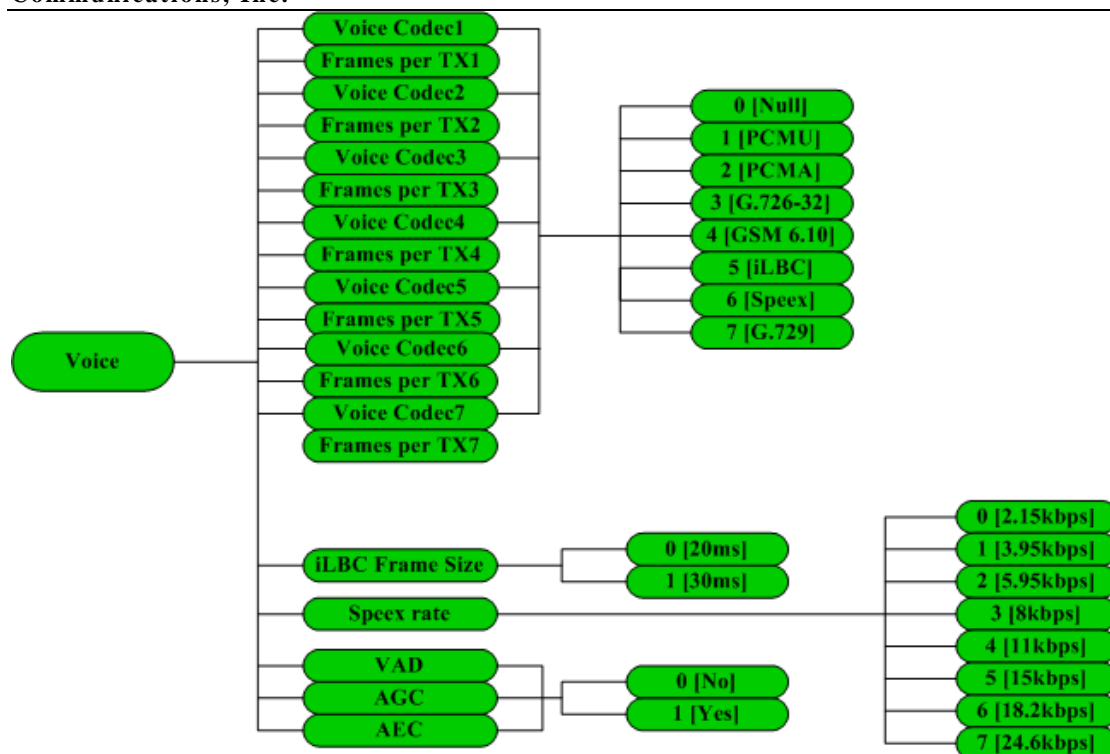 Communications, Inc.
Voice
Voice Codec1
Frames per TX1
Voice Codec2
Frames per TX2
Voice Codec3
Frames per TX3
Voice Codec4
Frames per TX4
Voice Codec5
Frames per TX5
Voice Codec6
Frames per TX6
Voice Codec7
Frames per TX7
0 [Null]
1 [PCMU]
2 [PCMA]
3 [G.726-32]
4 [GSM 6.10]
5 [iLBC]
6 [Speex]
7 [G.729]
iLBC Frame Size
0 [20ms]
1 [30ms]
Speex rate
0 [2.15kbps]
1 [3.95kbps]
2 [5.95kbps]
3 [8kbps]
4 [11kbps]
5 [15kbps]
6 [18.2kbps]
7 [24.6kbps]
VAD
AGC
AEC
0 [No]
1 [Yes]